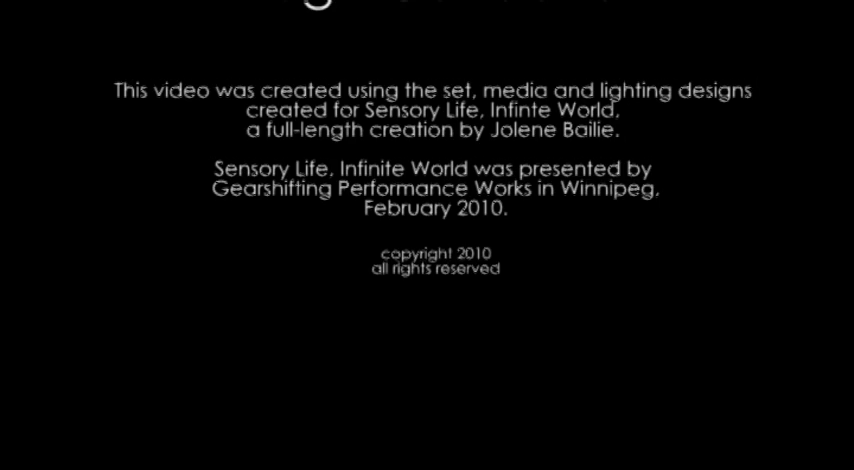 This video was created using the set, media and lighting designs
created for Sensory Life, Infinte World,
a full-length creation by Jolene Bailie.
Sensory Life, Infinite World was presented by
Gearshifting Performance Works in Winnipeg,
February 2010.
copyright 2010
all rights reserved